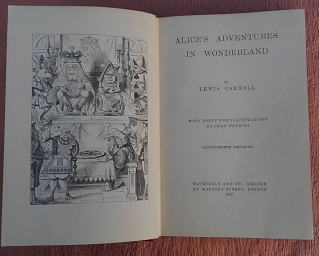 ALICE'S ADVENTURES
IN WONDERLAND
BY
LEWIS CARROLL
WITH FORTY-TWO ILLUSTRATIONS
BY JOHN TENNIEL
THOUSAND
MACMILLAN AND CO., LIMITED
ST. MARTIN'S STREET, LONDON